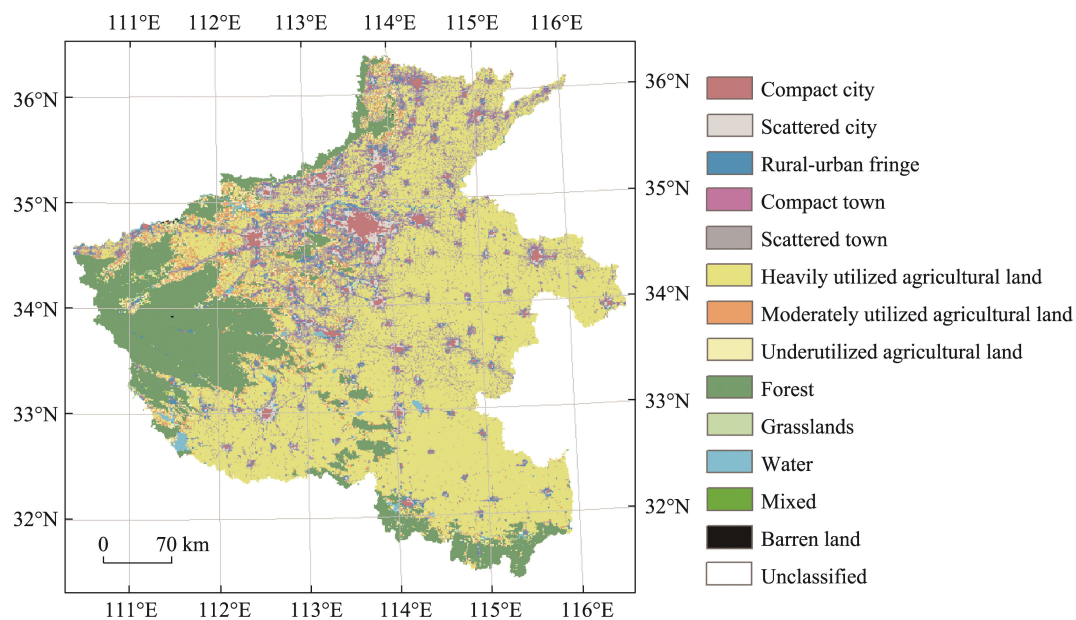 111°E 112°E 113°E 114°E 115°E 116°E
36°N
35°N
34°N
33°N
32°N
36°N
35°N
34°N
33°N
32°N
0 70 km
111°E 112°E 113°E 114°E 115°E 116°E
Compact city
Scattered city
Rural-urban fringe
Compact town
Scattered town
Heavily utilized agricultural land
Moderately utilized agricultural land
Underutilized agricultural land
Forest
Grasslands
Water
Mixed
Barren land
Unclassified